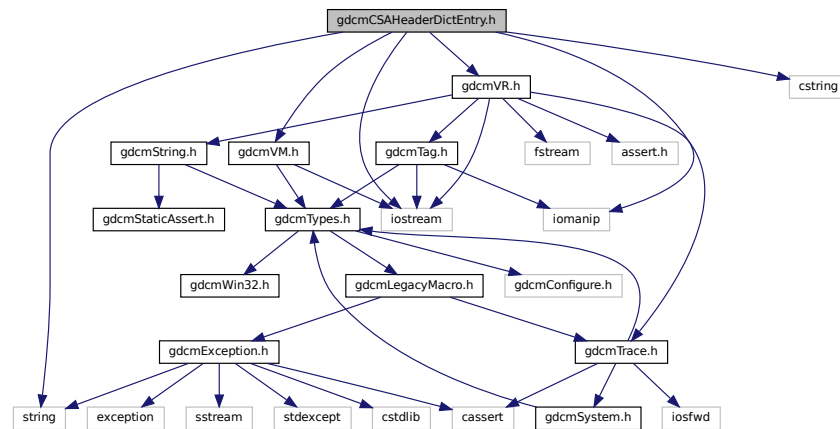 gdcmCSAHeaderDictEntry.h
gdcmVR.h
cstring
gdcmString.h
gdcmVM.h
gdcmTag.h
fstream
assert.h
gdcmStaticAssert.h
gdcmTypes.h
iostream
iomanip
gdcmWin32.h
gdcmLegacyMacro.h
gdcmConfigure.h
gdcmException.h
gdcmTrace.h
string
exception
sstream
stdexcept
cstdlib
cassert
gdcmSystem.h
iosfwd